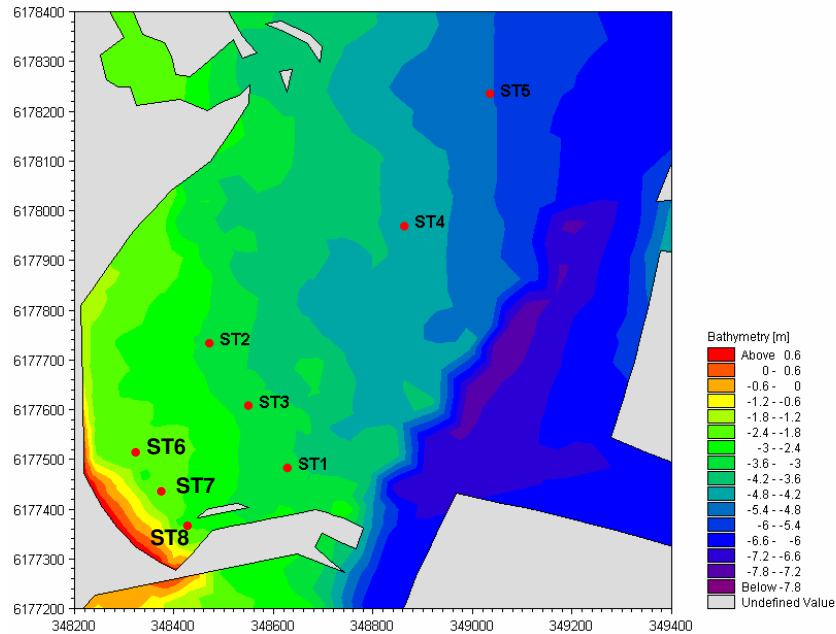 6178400
6178300
6178200
6178100
6178000
6177900
6177800
6177700
6177600
6177500
6177400
6177300
6177200
ST5
ST4
ST2
ST3
ST6
ST1
ST7
ST8
348200 348400 348600 348800 349000 349200 349400
Bathymetry [m]
Above 0.6
0 - 0.6
-0.6 - 0
-1.2 - -0.6
-1.8 - -1.2
-2.4 - -1.8
-3 - -2.4
-3.6 - -3
-4.2 - -3.6
-4.8 - -4.2
-5.4 - -4.8
-6 - -5.4
-6.6 - -6
-7.2 - -6.6
-7.8 - -7.2
Below -7.8
Undefined Value